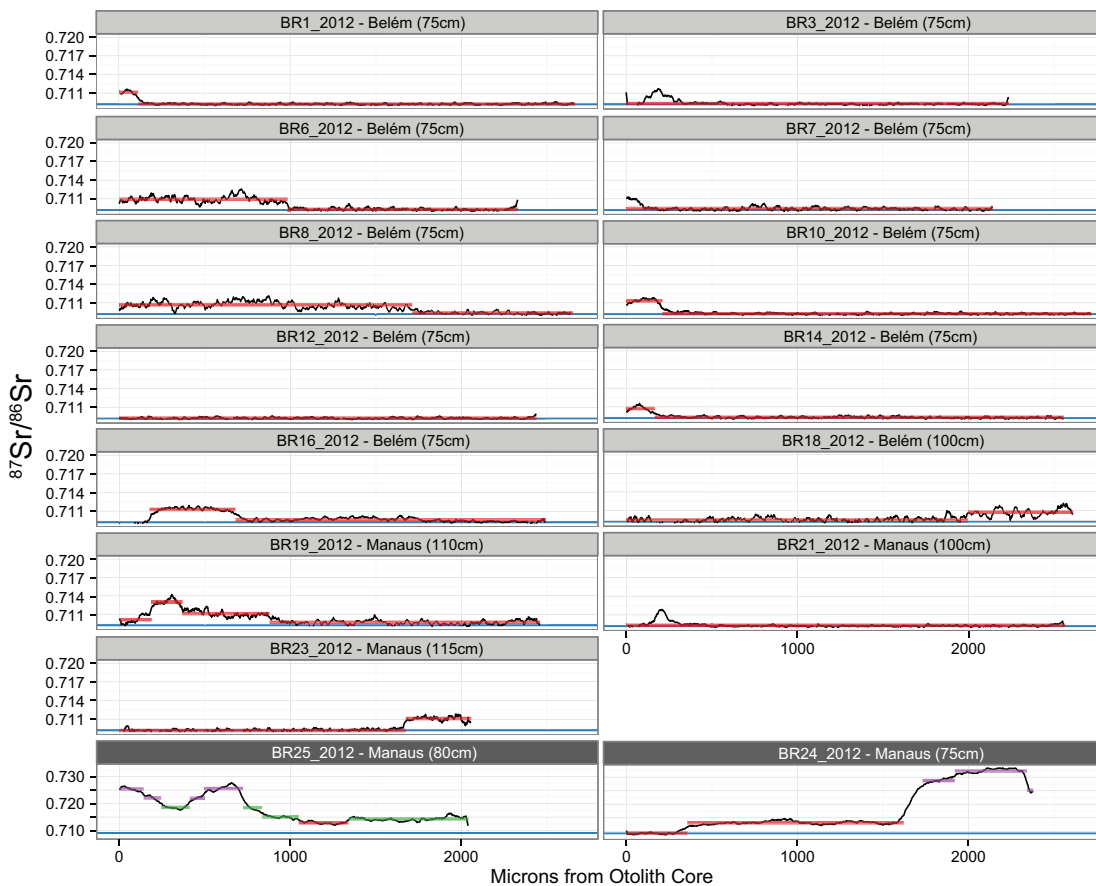 BR1_2012 - Belém (75cm)
BR3_2012 - Belém (75cm)
0.720
0.717
0.714
0.711
BR6_2012 - Belém (75cm)
BR7_2012 - Belém (75cm)
0.720
0.717
0.714
0.711
BR8_2012 - Belém (75cm)
BR10_2012 - Belém (75cm)
0.720
0.717
0.714
0.711
BR12_2012 - Belém (75cm)
BR14_2012 - Belém (75cm)
0.720
0.717
0.714
0.711
BR16_2012 - Belém (75cm)
BR18_2012 - Belém (100cm)
0.720
0.717
0.714
0.711
BR19_2012 - Manaus (110cm)
BR21_2012 - Manaus (100cm)
0.720
0.717
0.714
0.711
0 1000 2000
BR23_2012 - Manaus (115cm)
0.720
0.717
0.714
0.711
BR25_2012 - Manaus (80cm)
BR24_2012 - Manaus (75cm)
0.730
0.720
0.710
0 1000 2000
0 1000 2000
Microns from Otolith Core
⁸⁷Sr/⁸⁶Sr